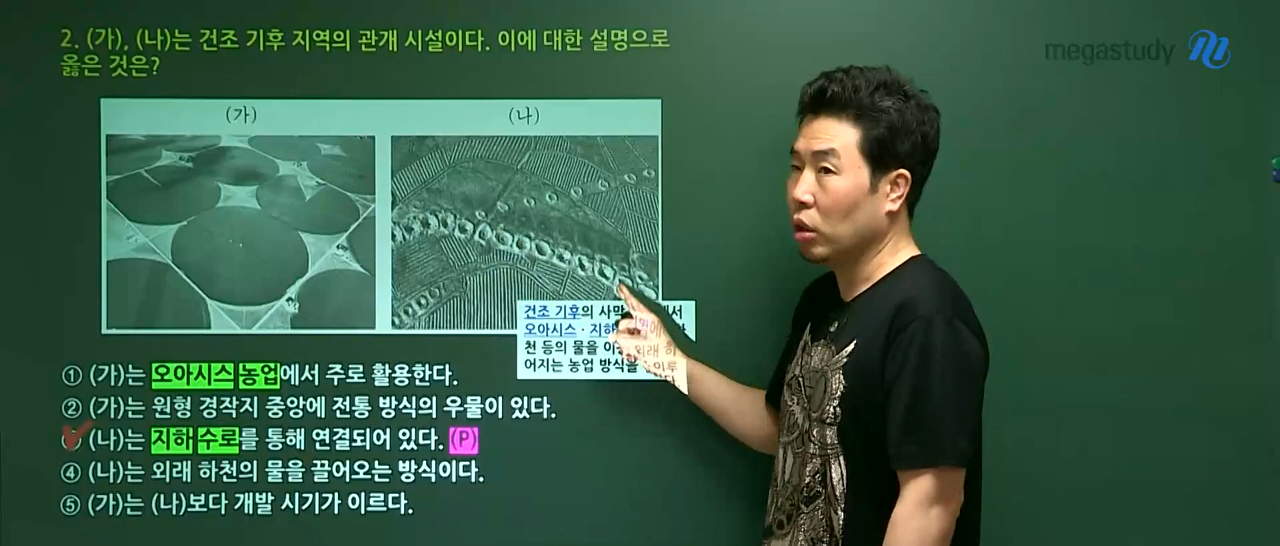 2. (가), (나)는 건조 기후 지역의 관개 시설이다. 이에 대한 설명으로
옳은 것은?
megastudy
(가)
(나)
건조 기후의 사막
에서
오아시스 · 지하
천 등의 물을 이
외래 하
어지는 농업 방식을
① (가)는 오아시스 농업에서 주로 활용한다.
② (가)는 원형 경작지 중앙에 전통 방식의 우물이 있다.
(나)는 지하 수로를 통해 연결되어 있다. (P)
④ (나)는 외래 하천의 물을 끌어오는 방식이다.
⑤ (가)는 (나)보다 개발 시기가 이르다.